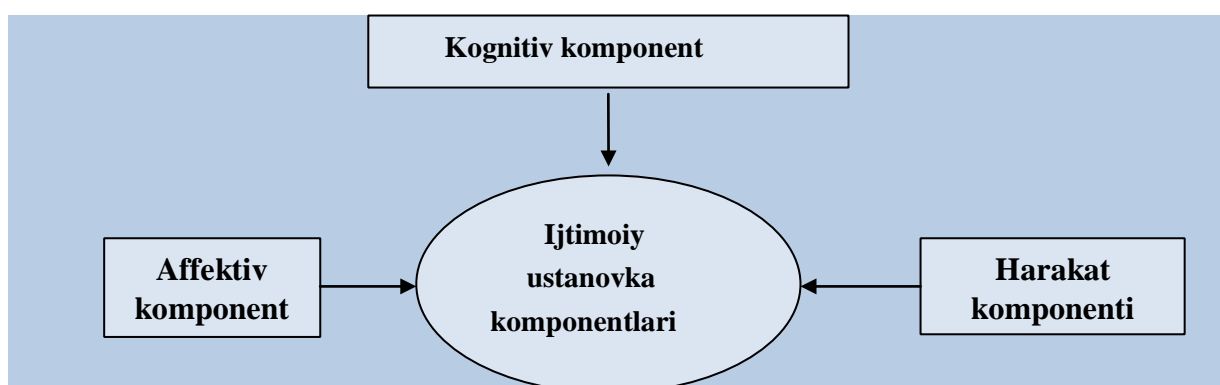 Kognitiv komponent
Ijtimoiy
ustanovka
komponentlari
Affektiv
komponent
Harakat
komponenti